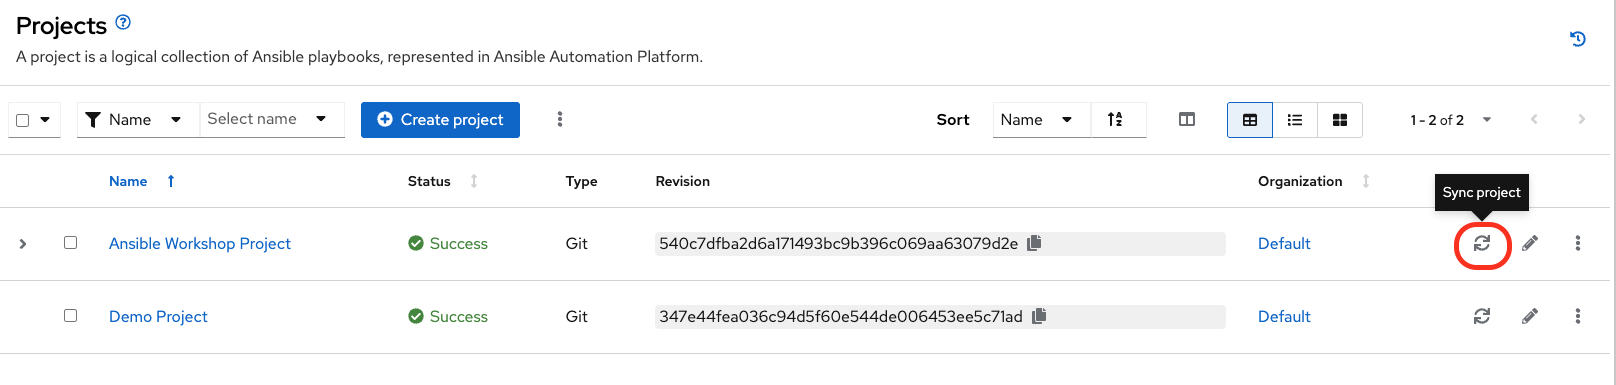 Projects
A project is a logical collection of Ansible playbooks, represented in Ansible Automation Platform.
Name Select name Create project Sort Name 1 - 2 of 2
Name Status Type Revision Organization
Sync project
Ansible Workshop Project Success Git 540c7dfba2d6a171493bc9b396c069aa63079d2e Default
Demo Project Success Git 347e44fea036c94d5f60e544de006453ee5c71ad Default